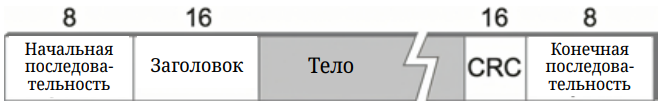 8 16 16 8
Начальная
последова-
тельность
Заголовок
Тело
CRC
Конечная
последова-
тельность